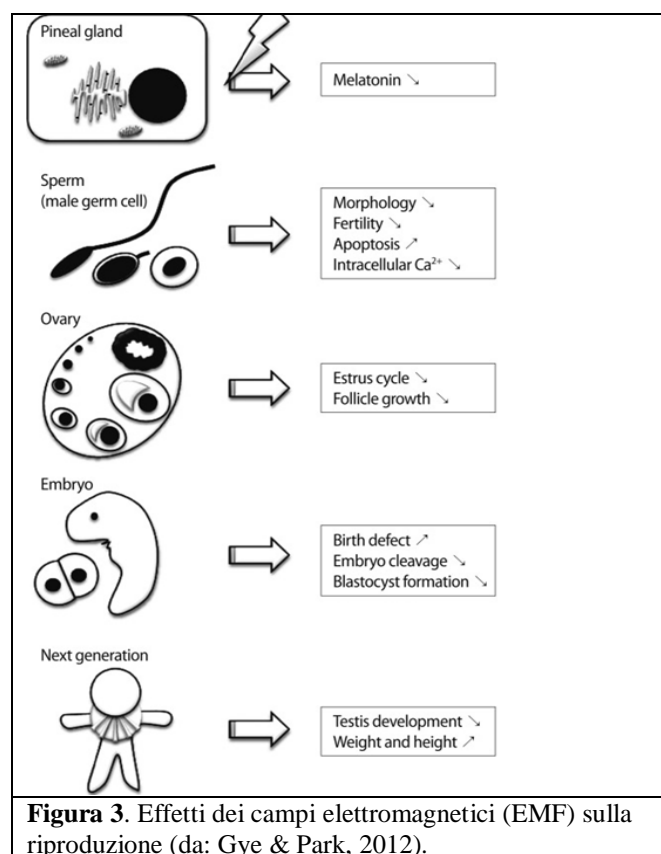 Pineal gland
Melatonin ↘
Sperm
(male germ cell)
Morphology ↘
Fertility ↘
Apoptosis ↗
Intracellular Ca²⁺ ↘
Ovary
Estrus cycle ↘
Follicle growth ↘
Embryo
Birth defect ↗
Embryo cleavage ↘
Blastocyst formation ↘
Next generation
Testis development ↘
Weight and height ↗
Figura 3. Effetti dei campi elettromagnetici (EMF) sulla
riproduzione (da: Gye & Park, 2012).